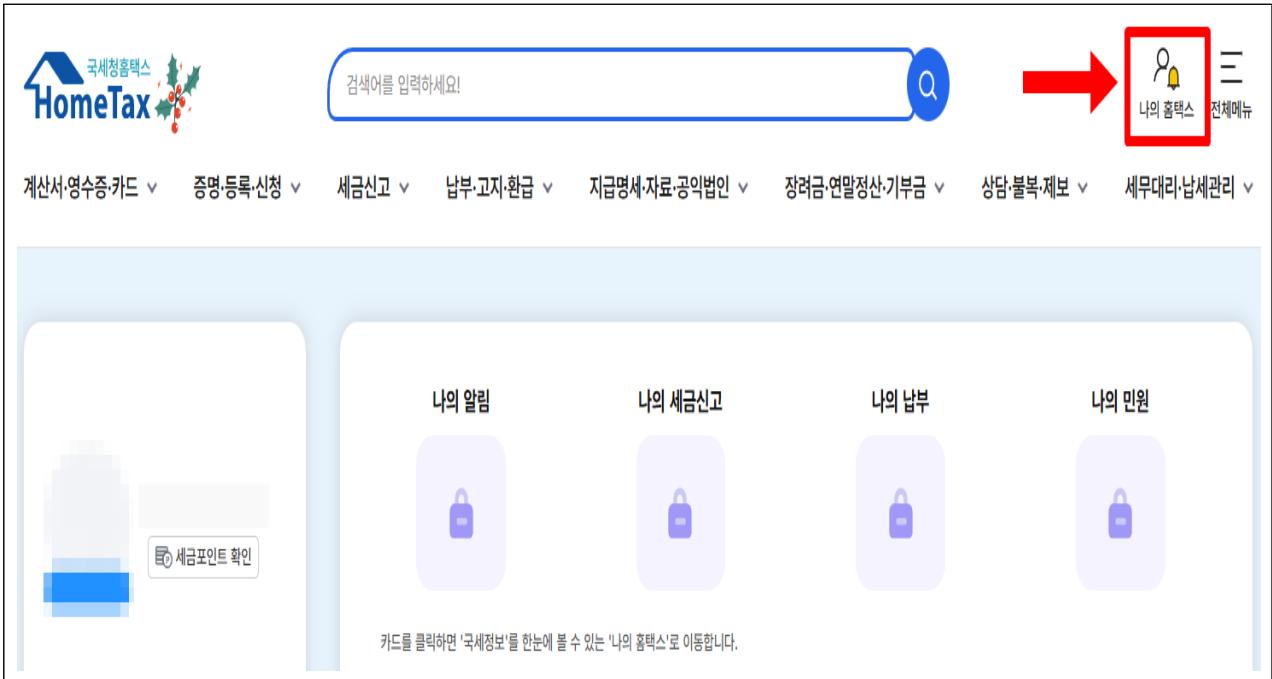 국세청홈택스
HomeTax
검색어를 입력하세요!
나의 홈택스
전체메뉴
계산서·영수증·카드 증명·등록·신청 세금신고 납부·고지·환급 지급명세·자료·공익법인 장려금·연말정산·기부금 상담·불복·제보 세무대리·납세관리
나의 알림 나의 세금신고 나의 납부 나의 민원
세금포인트 확인
카드를 클릭하면 '국세정보'를 한눈에 볼 수 있는 '나의 홈택스'로 이동합니다.